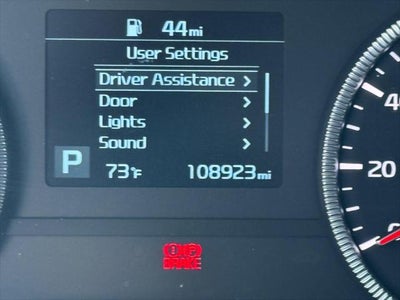 44mi
User Settings
Driver Assistance >
Door >
Lights >
Sound >
P 73°F 108923mi
20
BRAKE